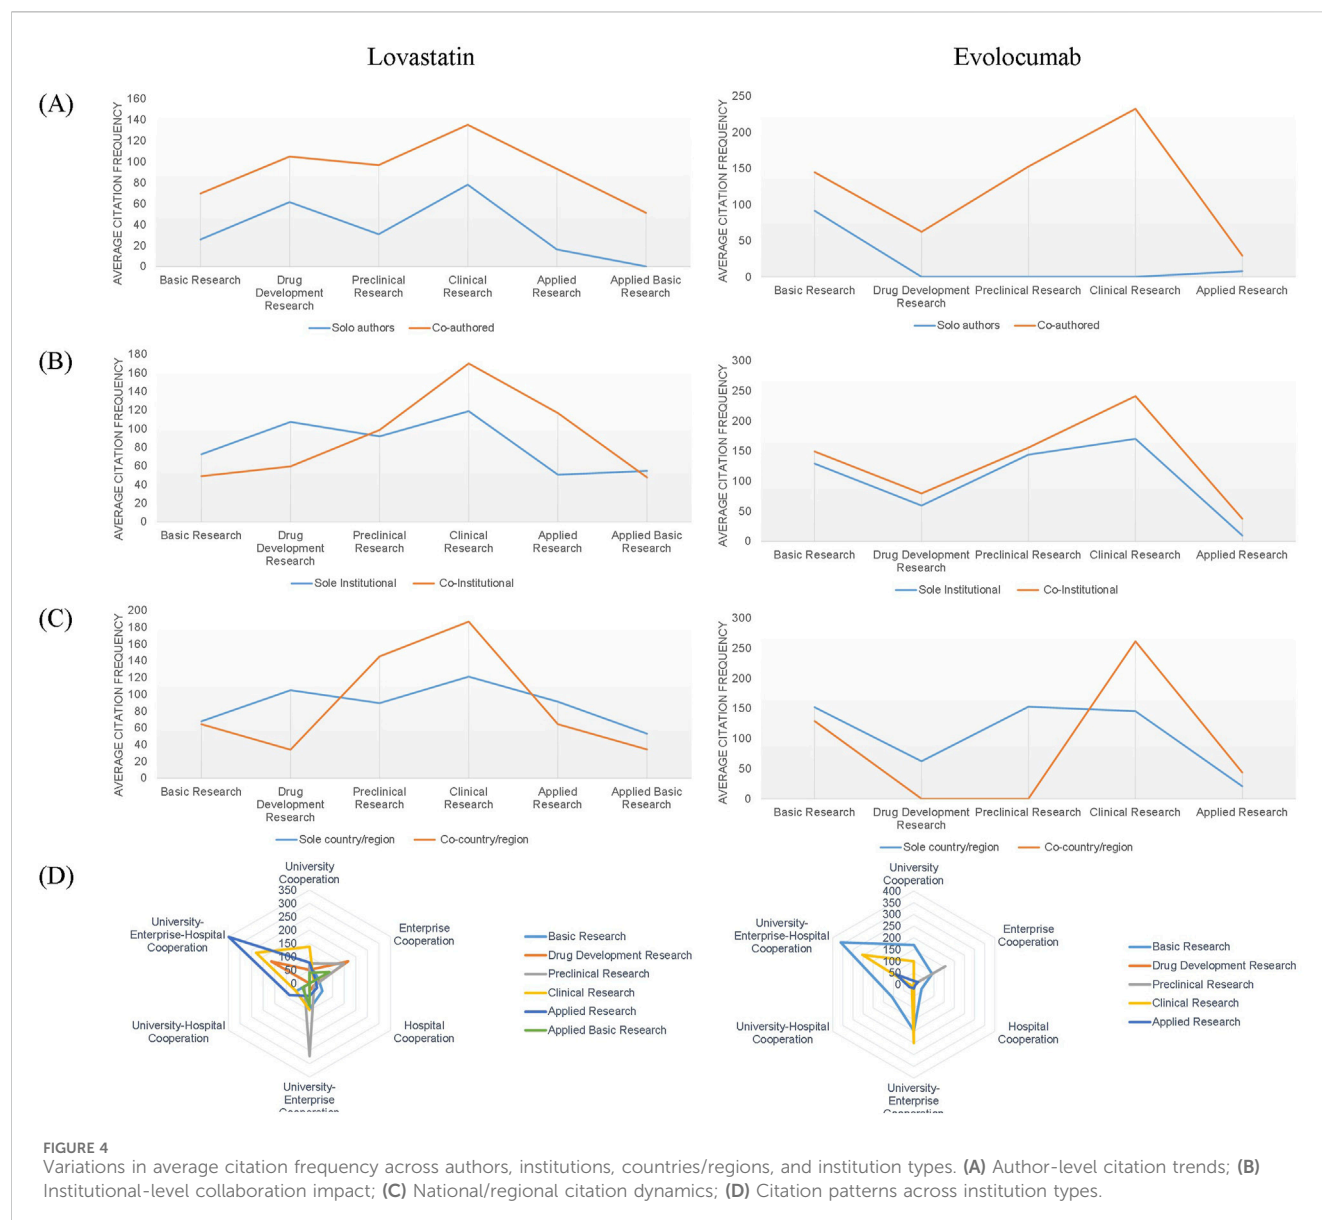 Lovastatin
Evolocumab
(A)
AVERAGE CITATION FREQUENCY
160
140
120
100
80
60
40
20
0
Basic Research
Drug
Development
Research
Preclinical
Research
Clinical
Research
Applied
Research
Applied Basic
Research
Solo authors
Co-authored
AVERAGE CITATION FREQUENCY
250
200
150
100
50
0
Basic Research
Drug Development
Research
Preclinical Research
Clinical Research
Applied Research
Solo authors
Co-authored
(B)
AVERAGE CITATION FREQUENCY
180
160
140
120
100
80
60
40
20
0
Basic Research
Drug
Development
Research
Preclinical
Research
Clinical
Research
Applied
Research
Applied Basic
Research
Sole Institutional
Co-Institutional
AVERAGE CITATION FREQUENCY
300
250
200
150
100
50
0
Basic Research
Drug Development
Research
Preclinical Research
Clinical Research
Applied Research
Sole Institutional
Co-Institutional
(C)
AVERAGE CITATION FREQUENCY
200
180
160
140
120
100
80
60
40
20
0
Basic Research
Drug
Development
Research
Preclinical
Research
Clinical
Research
Applied
Research
Applied Basic
Research
Sole country/region
Co-country/region
AVERAGE CITATION FREQUENCY
300
250
200
150
100
50
0
Basic Research
Drug Development
Research
Preclinical Research
Clinical Research
Applied Research
Sole country/region
Co-country/region
(D)
University
Cooperation
350
300
250
200
150
100
50
0
Enterprise
Cooperation
Hospital
Cooperation
University-
Enterprise
Cooperation
University-Hospital
Cooperation
University-
Enterprise-Hospital
Cooperation
Basic Research
Drug Development Research
Preclinical Research
Clinical Research
Applied Research
Applied Basic Research
University
Cooperation
400
350
300
250
200
150
100
50
0
Enterprise
Cooperation
Hospital
Cooperation
University-
Enterprise
Cooperation
University-Hospital
Cooperation
University-
Enterprise-Hospital
Cooperation
Basic Research
Drug Development Research
Preclinical Research
Clinical Research
Applied Research
FIGURE 4
Variations in average citation frequency across authors, institutions, countries/regions, and institution types. (A) Author-level citation trends; (B)
Institutional-level collaboration impact; (C) National/regional citation dynamics; (D) Citation patterns across institution types.